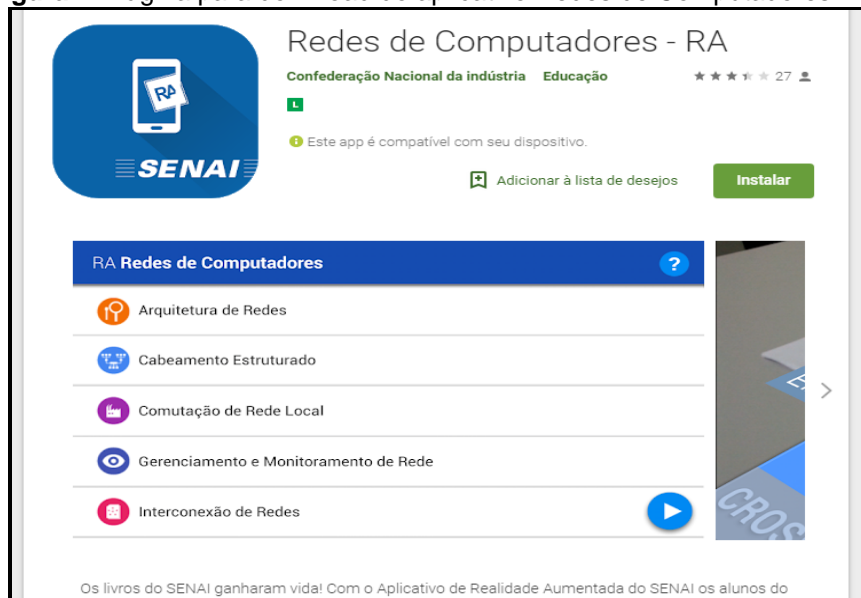 Redes de Computadores - RA
Confederação Nacional da indústria Educação 27
L
Este app é compatível com seu dispositivo.
Adicionar à lista de desejos Instalar
RA
SENAI
RA Redes de Computadores ?
Arquitetura de Redes
Cabeamento Estruturado
Comutação de Rede Local
Gerenciamento e Monitoramento de Rede
Interconexão de Redes
CROS
Os livros do SENAI ganharam vida! Com o Aplicativo de Realidade Aumentada do SENAI os alunos do